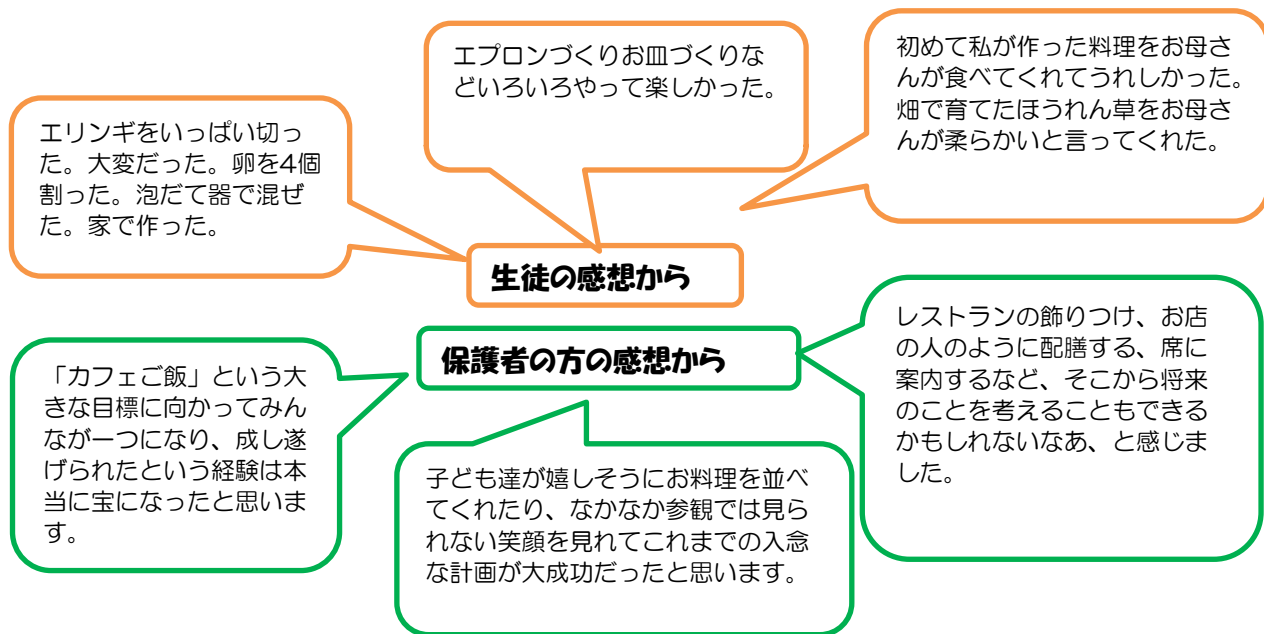 エプロンづくりお皿づくりな
どいろいろやって楽しかった。
初めて私が作った料理をお母さ
んが食べてくれてうれしかった。
畑で育てたほうれん草をお母さ
んが柔らかいと言ってくれた。
エリンギをいっぱい切っ
た。大変だった。卵を4個
割った。泡だて器で混ぜ
た。家で作った。
生徒の感想から
保護者の方の感想から
レストランの飾りつけ、お店
の人のように配膳する、席に
案内するなど、そこから将来
のことを考えることもできる
かもしれないなあ、と感じま
した。
「カフェご飯」という大
きな目標に向かってみん
なが一つになり、成し遂
げられたという経験は本
当に宝になったと思いま
す。
子ども達が嬉しそうにお料理を並べ
てくれたり、なかなか参観では見ら
れない笑顔を見れてこれまでの入念
な計画が大成功だったと思います。